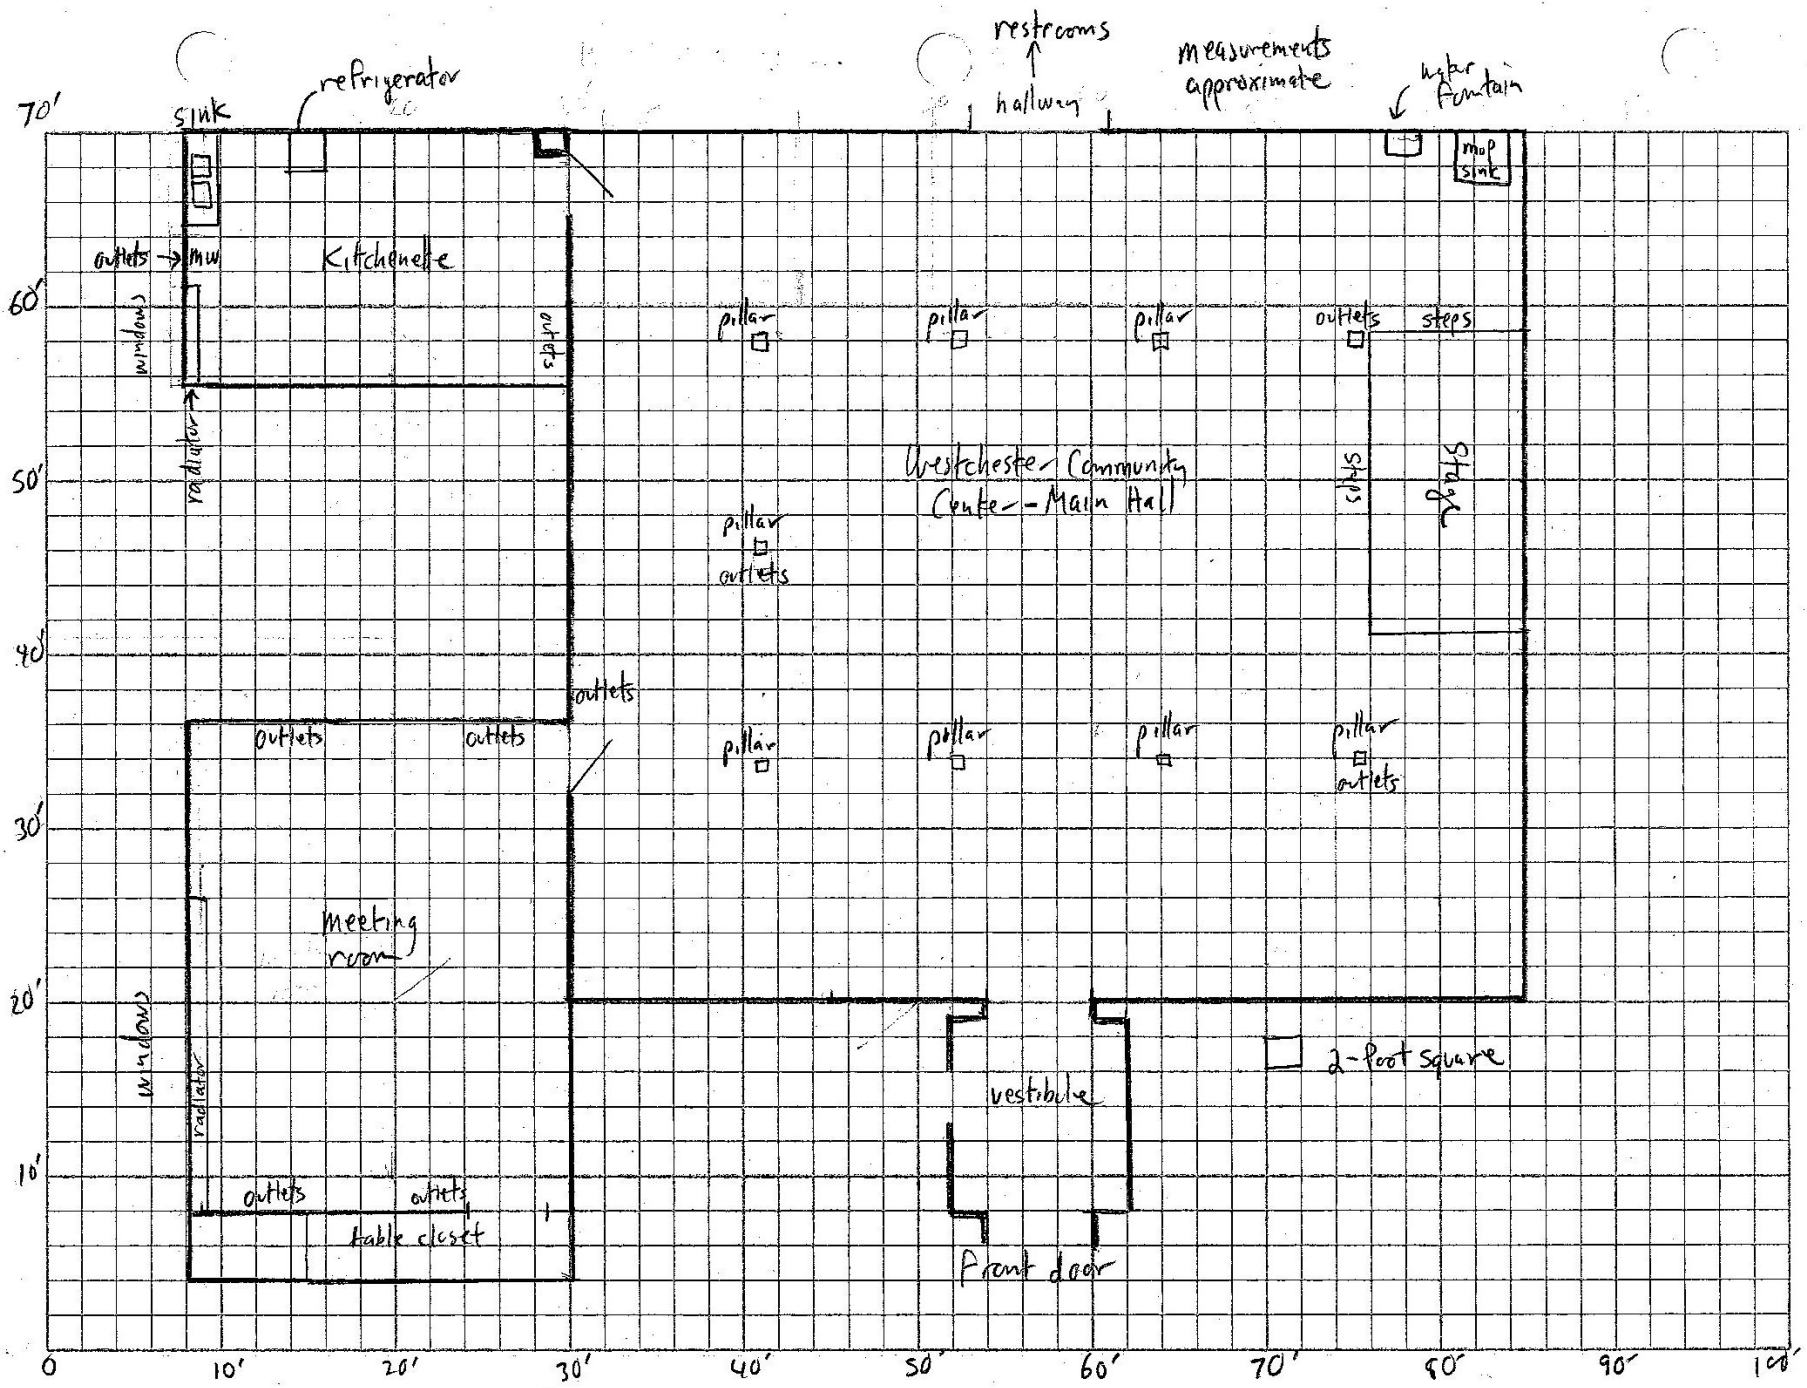 restrooms
hallway
measurements
approximate
water
fountain
refrigerator
70'
sink
mop
sink
outlets
mw
Kitchenette
60'
windows
outlets
pillar
pillar
pillar
outlets
steps
radiator
50'
Westchester Community
Center - Main Hall
steps
Stage
pillar
outlets
40'
outlets
outlets
outlets
pillar
pillar
pillar
pillar
outlets
30'
meeting
room
20'
windows
radiator
vestibule
2-foot square
10'
outlets
outlets
table closet
front door
0
10'
20'
30'
40'
50'
60'
70'
80'
90'
100'